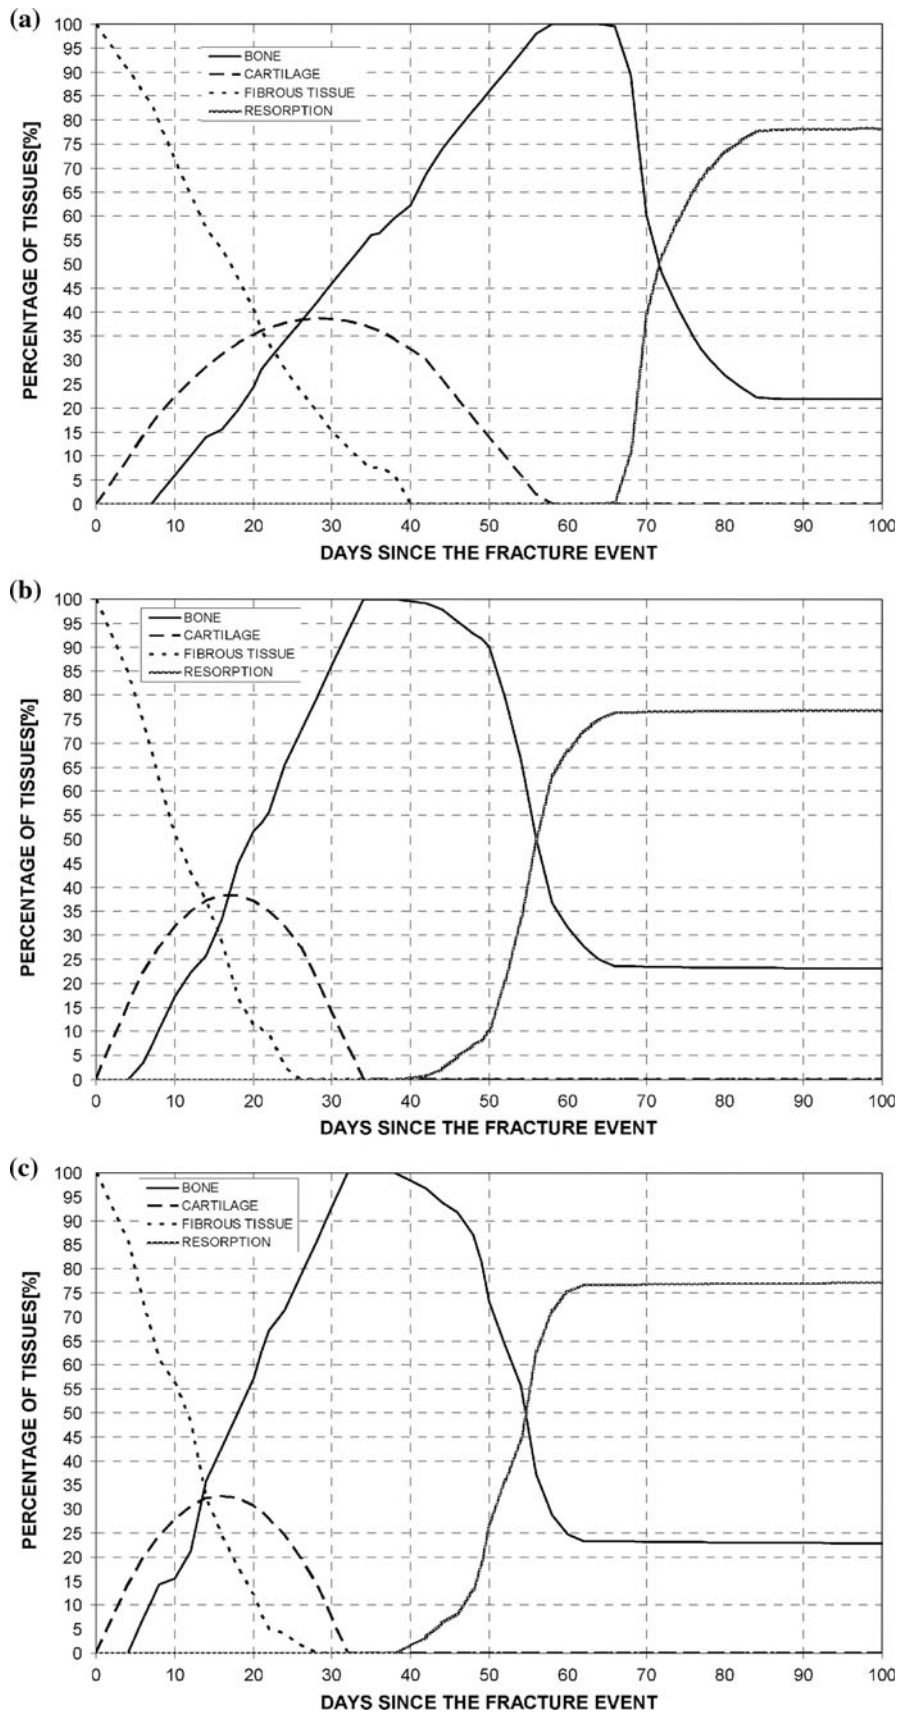 (a)
100
95
90
85
80
75
70
65
60
55
50
45
40
35
30
25
20
15
10
5
0
PERCENTAGE OF TISSUES[%]
BONE
CARTILAGE
FIBROUS TISSUE
RESORPTION
0 10 20 30 40 50 60 70 80 90 100
DAYS SINCE THE FRACTURE EVENT
(b)
100
95
90
85
80
75
70
65
60
55
50
45
40
35
30
25
20
15
10
5
0
PERCENTAGE OF TISSUES[%]
BONE
CARTILAGE
FIBROUS TISSUE
RESORPTION
0 10 20 30 40 50 60 70 80 90 100
DAYS SINCE THE FRACTURE EVENT
(c)
100
95
90
85
80
75
70
65
60
55
50
45
40
35
30
25
20
15
10
5
0
PERCENTAGE OF TISSUES[%]
BONE
CARTILAGE
FIBROUS TISSUE
RESORPTION
0 10 20 30 40 50 60 70 80 90 100
DAYS SINCE THE FRACTURE EVENT